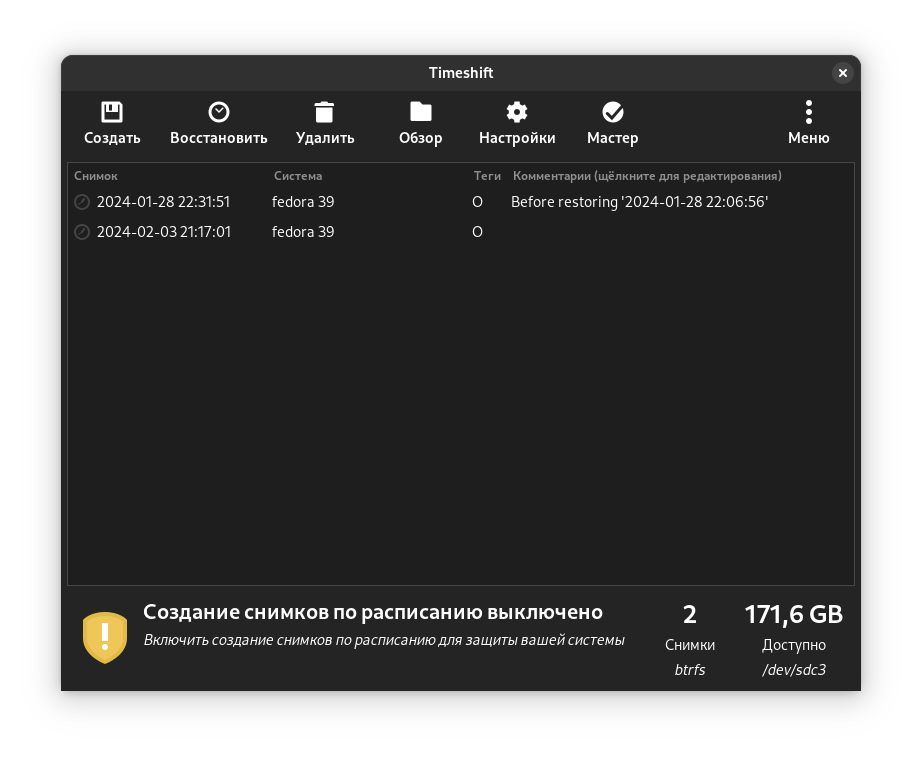 Timeshift
Создать Восстановить Удалить Обзор Настройки Мастер Меню
Снимок Система Теги Комментарии (щёлкните для редактирования)
2024-01-28 22:31:51 fedora 39 O Before restoring '2024-01-28 22:06:56'
2024-02-03 21:17:01 fedora 39 O
Создание снимков по расписанию выключено
Включить создание снимков по расписанию для защиты вашей системы
2
Снимки
btrfs
171,6 GB
Доступно
/dev/sdc3